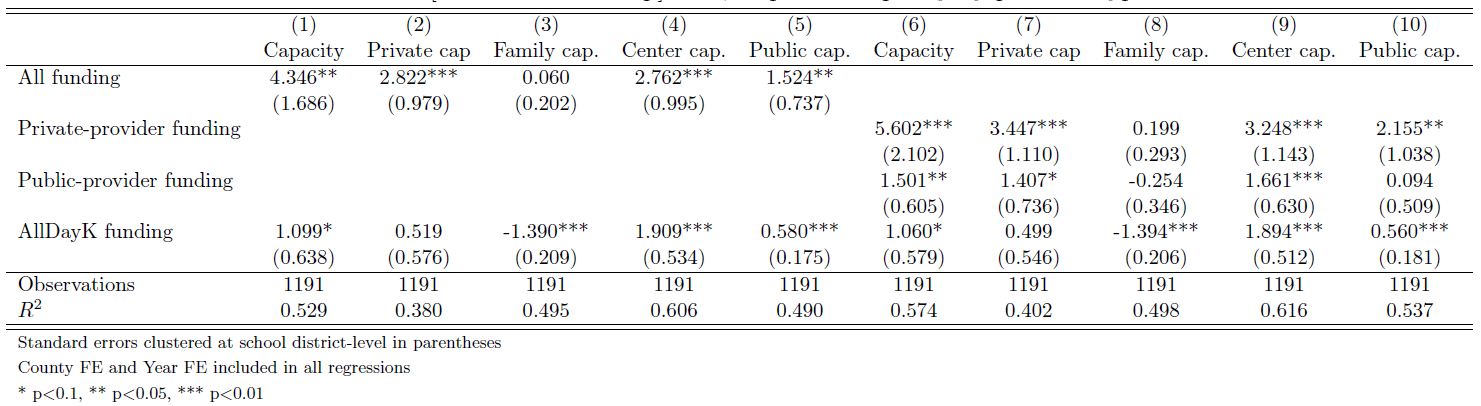 (1) (2) (3) (4) (5) (6) (7) (8) (9) (10)
Capacity Private cap Family cap. Center cap. Public cap. Capacity Private cap Family cap. Center cap. Public cap.
All funding 4.346** 2.822*** 0.060 2.762*** 1.524**
(1.686) (0.979) (0.202) (0.995) (0.737)
Private-provider funding 5.602*** 3.447*** 0.199 3.248*** 2.155**
(2.102) (1.110) (0.293) (1.143) (1.038)
Public-provider funding 1.501** 1.407* -0.254 1.661*** 0.094
(0.605) (0.736) (0.346) (0.630) (0.509)
AllDayK funding 1.099* 0.519 -1.390*** 1.909*** 0.580*** 1.060* 0.499 -1.394*** 1.894*** 0.560***
(0.638) (0.576) (0.209) (0.534) (0.175) (0.579) (0.546) (0.206) (0.512) (0.181)
Observations 1191 1191 1191 1191 1191 1191 1191 1191 1191 1191
R² 0.529 0.380 0.495 0.606 0.490 0.574 0.402 0.498 0.616 0.537
Standard errors clustered at school district-level in parentheses
County FE and Year FE included in all regressions
* p<0.1, ** p<0.05, *** p<0.01